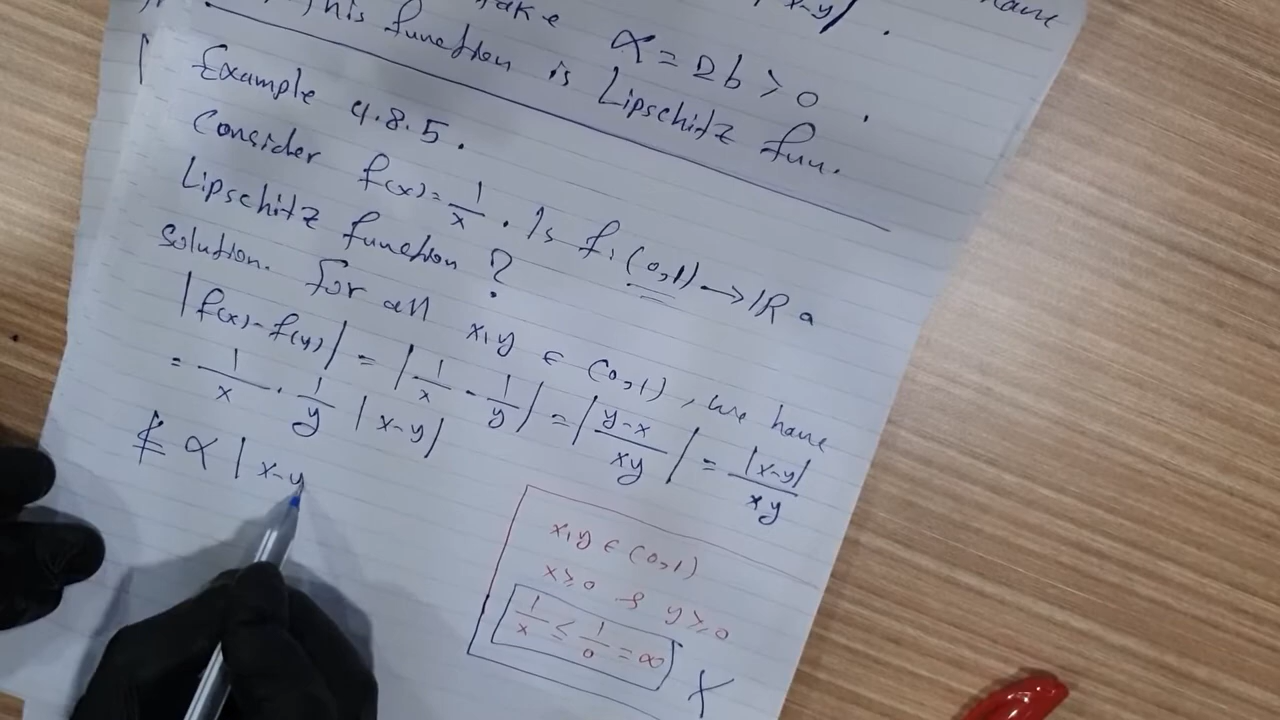 take α = 2b > 0 .
x-y| . have
This function is Lipschitz fun.
Example 4.8.5.
Consider f(x) = 1/x . Is f: (0,1) → IR a
Lipschitz function ?
Solution. For all x,y ∈ (0,1), we have
|f(x) - f(y)| = |1/x - 1/y| = |y-x/xy| = |x-y|/xy
= 1/x . 1/y |x-y|
≰ α |x-y
x,y ∈ (0,1)
x ≥ 0 & y ≥ 0
1/x ≤ 1/0 = ∞ X